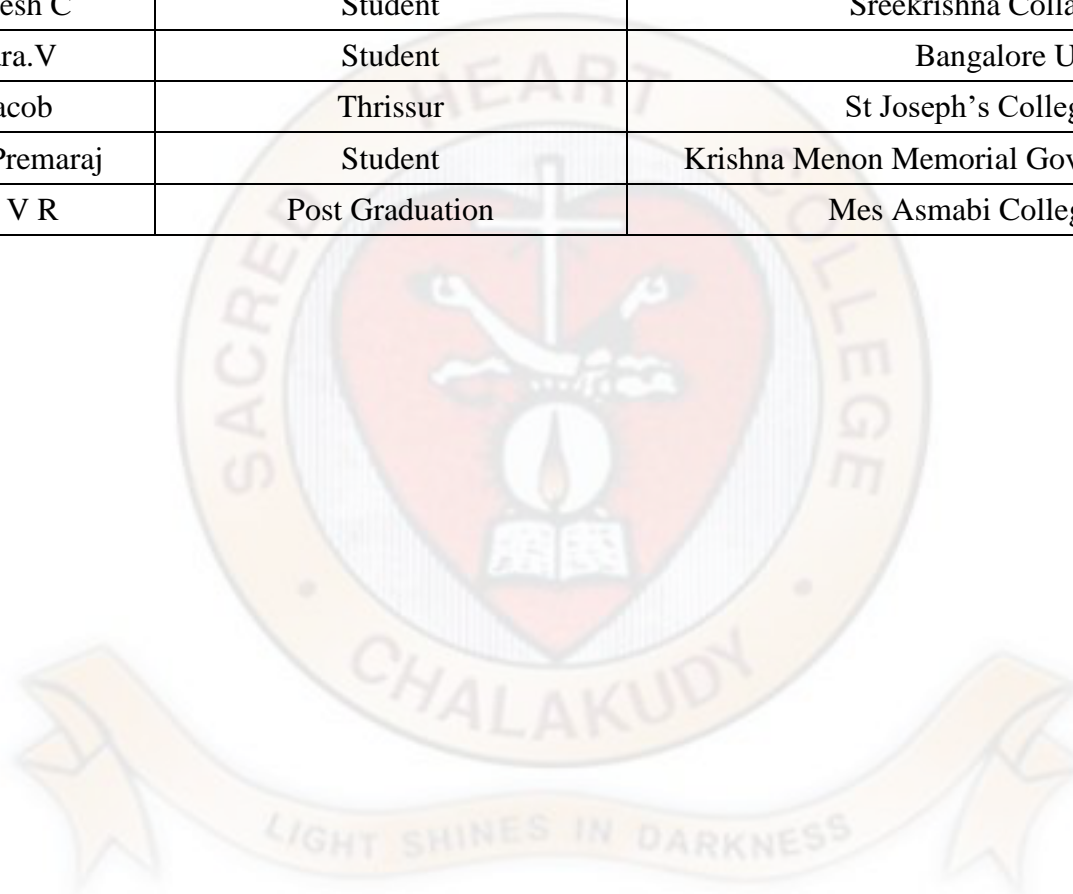 esh C Student Sreekrishna Colla
ra.V Student Bangalore U
acob Thrissur St Joseph’s Colleg
Premaraj Student Krishna Menon Memorial Gov
V R Post Graduation Mes Asmabi Colleg
SACRED HEART COLLEGE
CHALAKUDY
LIGHT SHINES IN DARKNESS